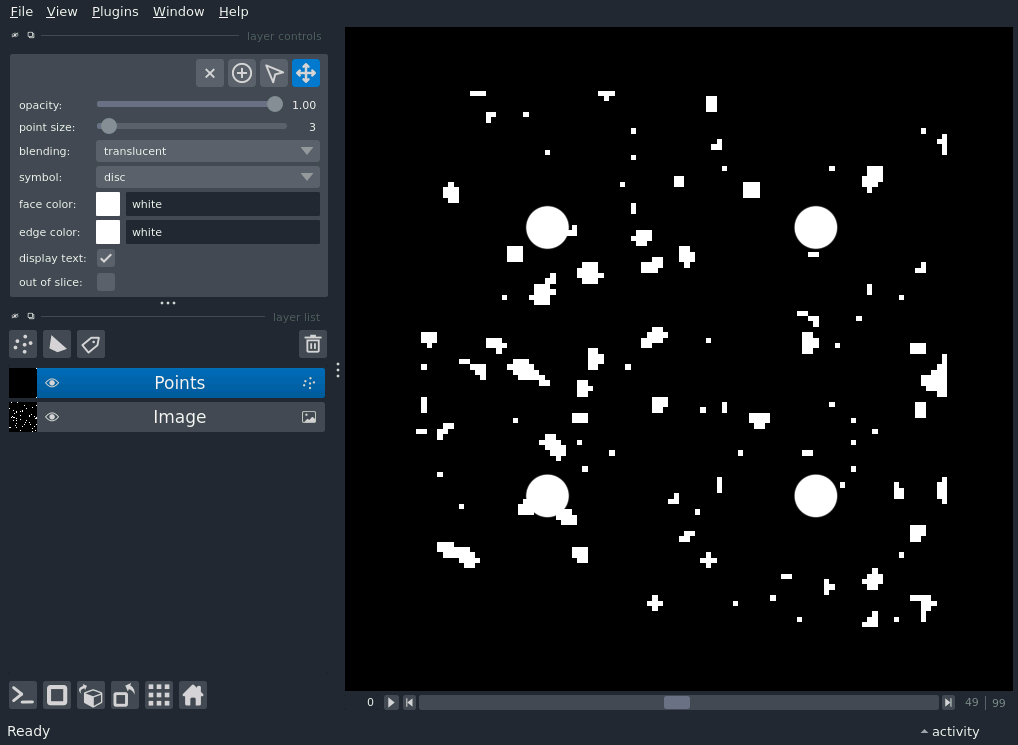 File View Plugins Window Help
layer controls
opacity: 1.00
point size: 3
blending: translucent
symbol: disc
face color: white
edge color: white
display text:
out of slice:
layer list
Points
Image
0 49 99
Ready activity